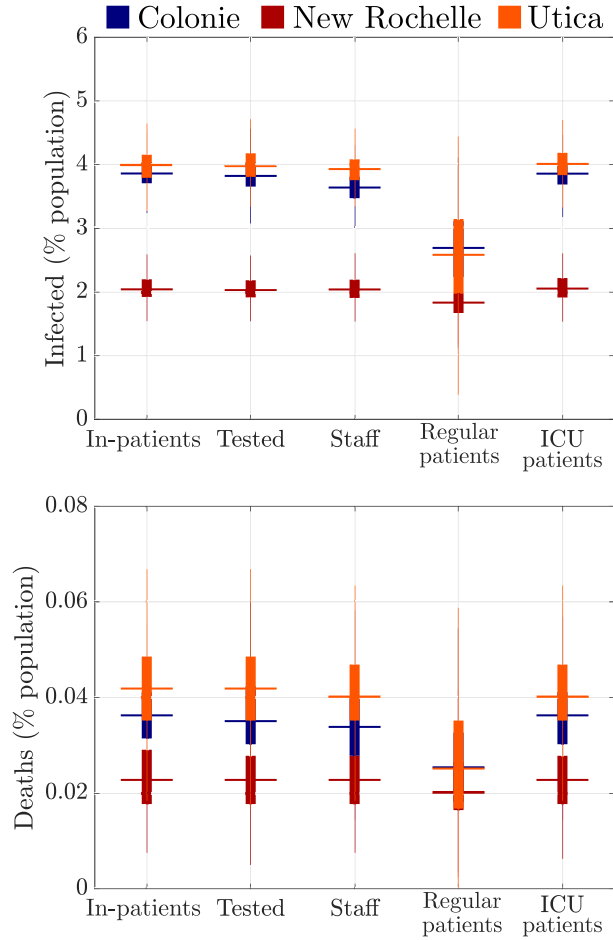 Colonie New Rochelle Utica
6
5
4
3
2
1
0
Infected (% population)
In-patients Tested Staff Regular patients ICU patients
0.08
0.06
0.04
0.02
0
Deaths (% population)
In-patients Tested Staff Regular patients ICU patients